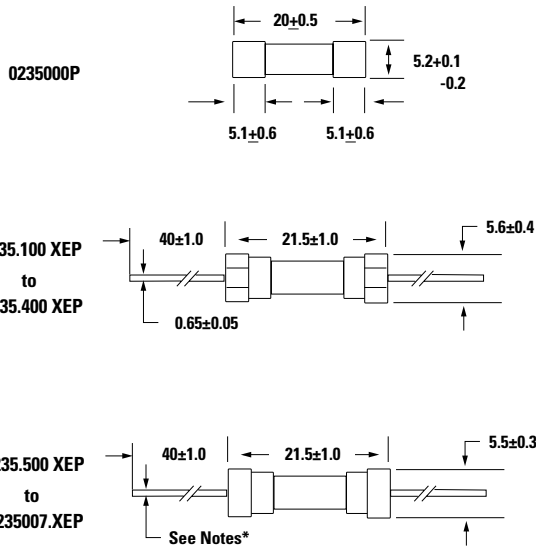 20±0.5
0235000P
5.2+0.1
-0.2
5.1±0.6 5.1±0.6
35.100 XEP
to
35.400 XEP
40±1.0 21.5±1.0 5.6±0.4
0.65±0.05
235.500 XEP
to
235007.XEP
40±1.0 21.5±1.0 5.5±0.3
See Notes*